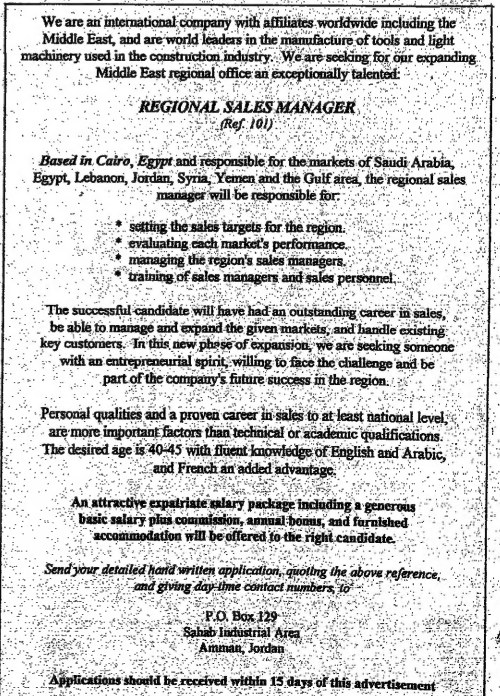 We are an international company with affiliates worldwide including the
Middle East, and are world leaders in the manufacture of tools and light
machinery used in the construction industry. We are seeking for our expanding
Middle East regional office an exceptionally talented:
REGIONAL SALES MANAGER
(Ref. 101)
Based in Cairo, Egypt and responsible for the markets of Saudi Arabia,
Egypt, Lebanon, Jordan, Syria, Yemen and the Gulf area, the regional sales
manager will be responsible for:
* setting the sales targets for the region.
* evaluating each market's performance.
* managing the region's sales managers.
* training of sales managers and sales personnel.
The successful candidate will have had an outstanding career in sales,
be able to manage and expand the given markets, and handle existing
key customers. In this new phase of expansion, we are seeking someone
with an entrepreneurial spirit, willing to face the challenge and be
part of the company's future success in the region.
Personal qualities and a proven career in sales to at least national level,
are more important factors than technical or academic qualifications.
The desired age is 40-45 with fluent knowledge of English and Arabic,
and French an added advantage.
An attractive expatriate salary package including a generous
basic salary plus commission, annual bonus, and furnished
accommodation will be offered to the right candidate.
Send your detailed hand written application, quoting the above reference,
and giving day-time contact numbers, to
P.O. Box 129
Sahab Industrial Area
Amman, Jordan
Applications should be received within 15 days of this advertisement